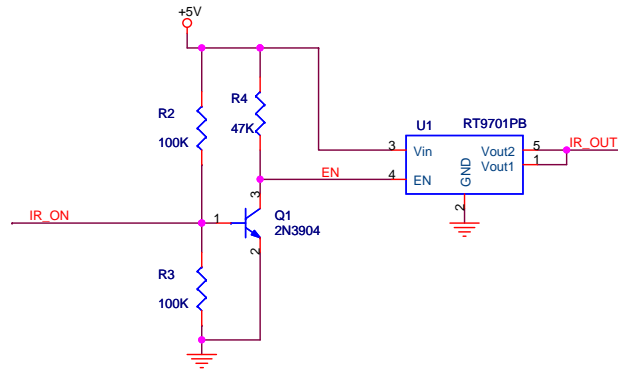 +5V
R2
100K
R4
47K
U1
RT9701PB
3
Vin
Vout2
5
IR_OUT
Vout1
1
EN
4
EN
GND
2
IR_ON
1
3
Q1
2N3904
2
R3
100K